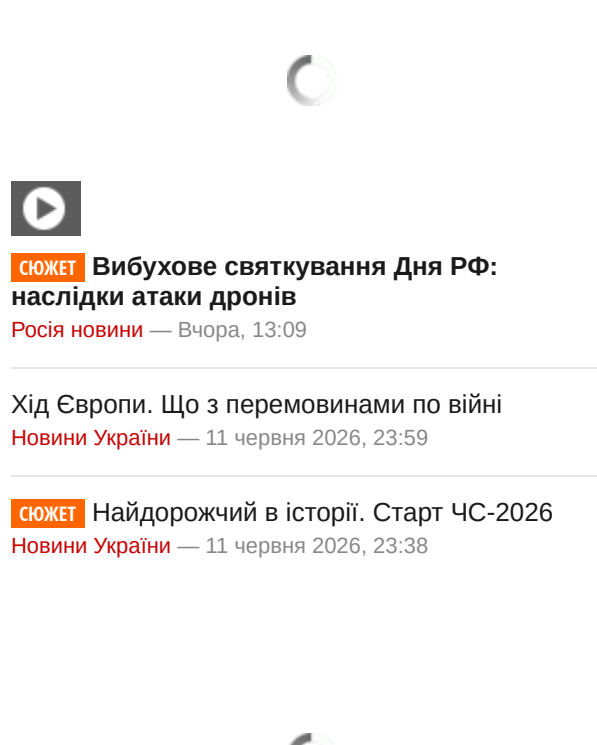 СЮЖЕТ Вибухове святкування Дня РФ:
наслідки атаки дронів
Росія новини — Вчора, 13:09
Хід Європи. Що з перемовинами по війні
Новини України — 11 червня 2026, 23:59
СЮЖЕТ Найдорожчий в історії. Старт ЧС-2026
Новини України — 11 червня 2026, 23:38